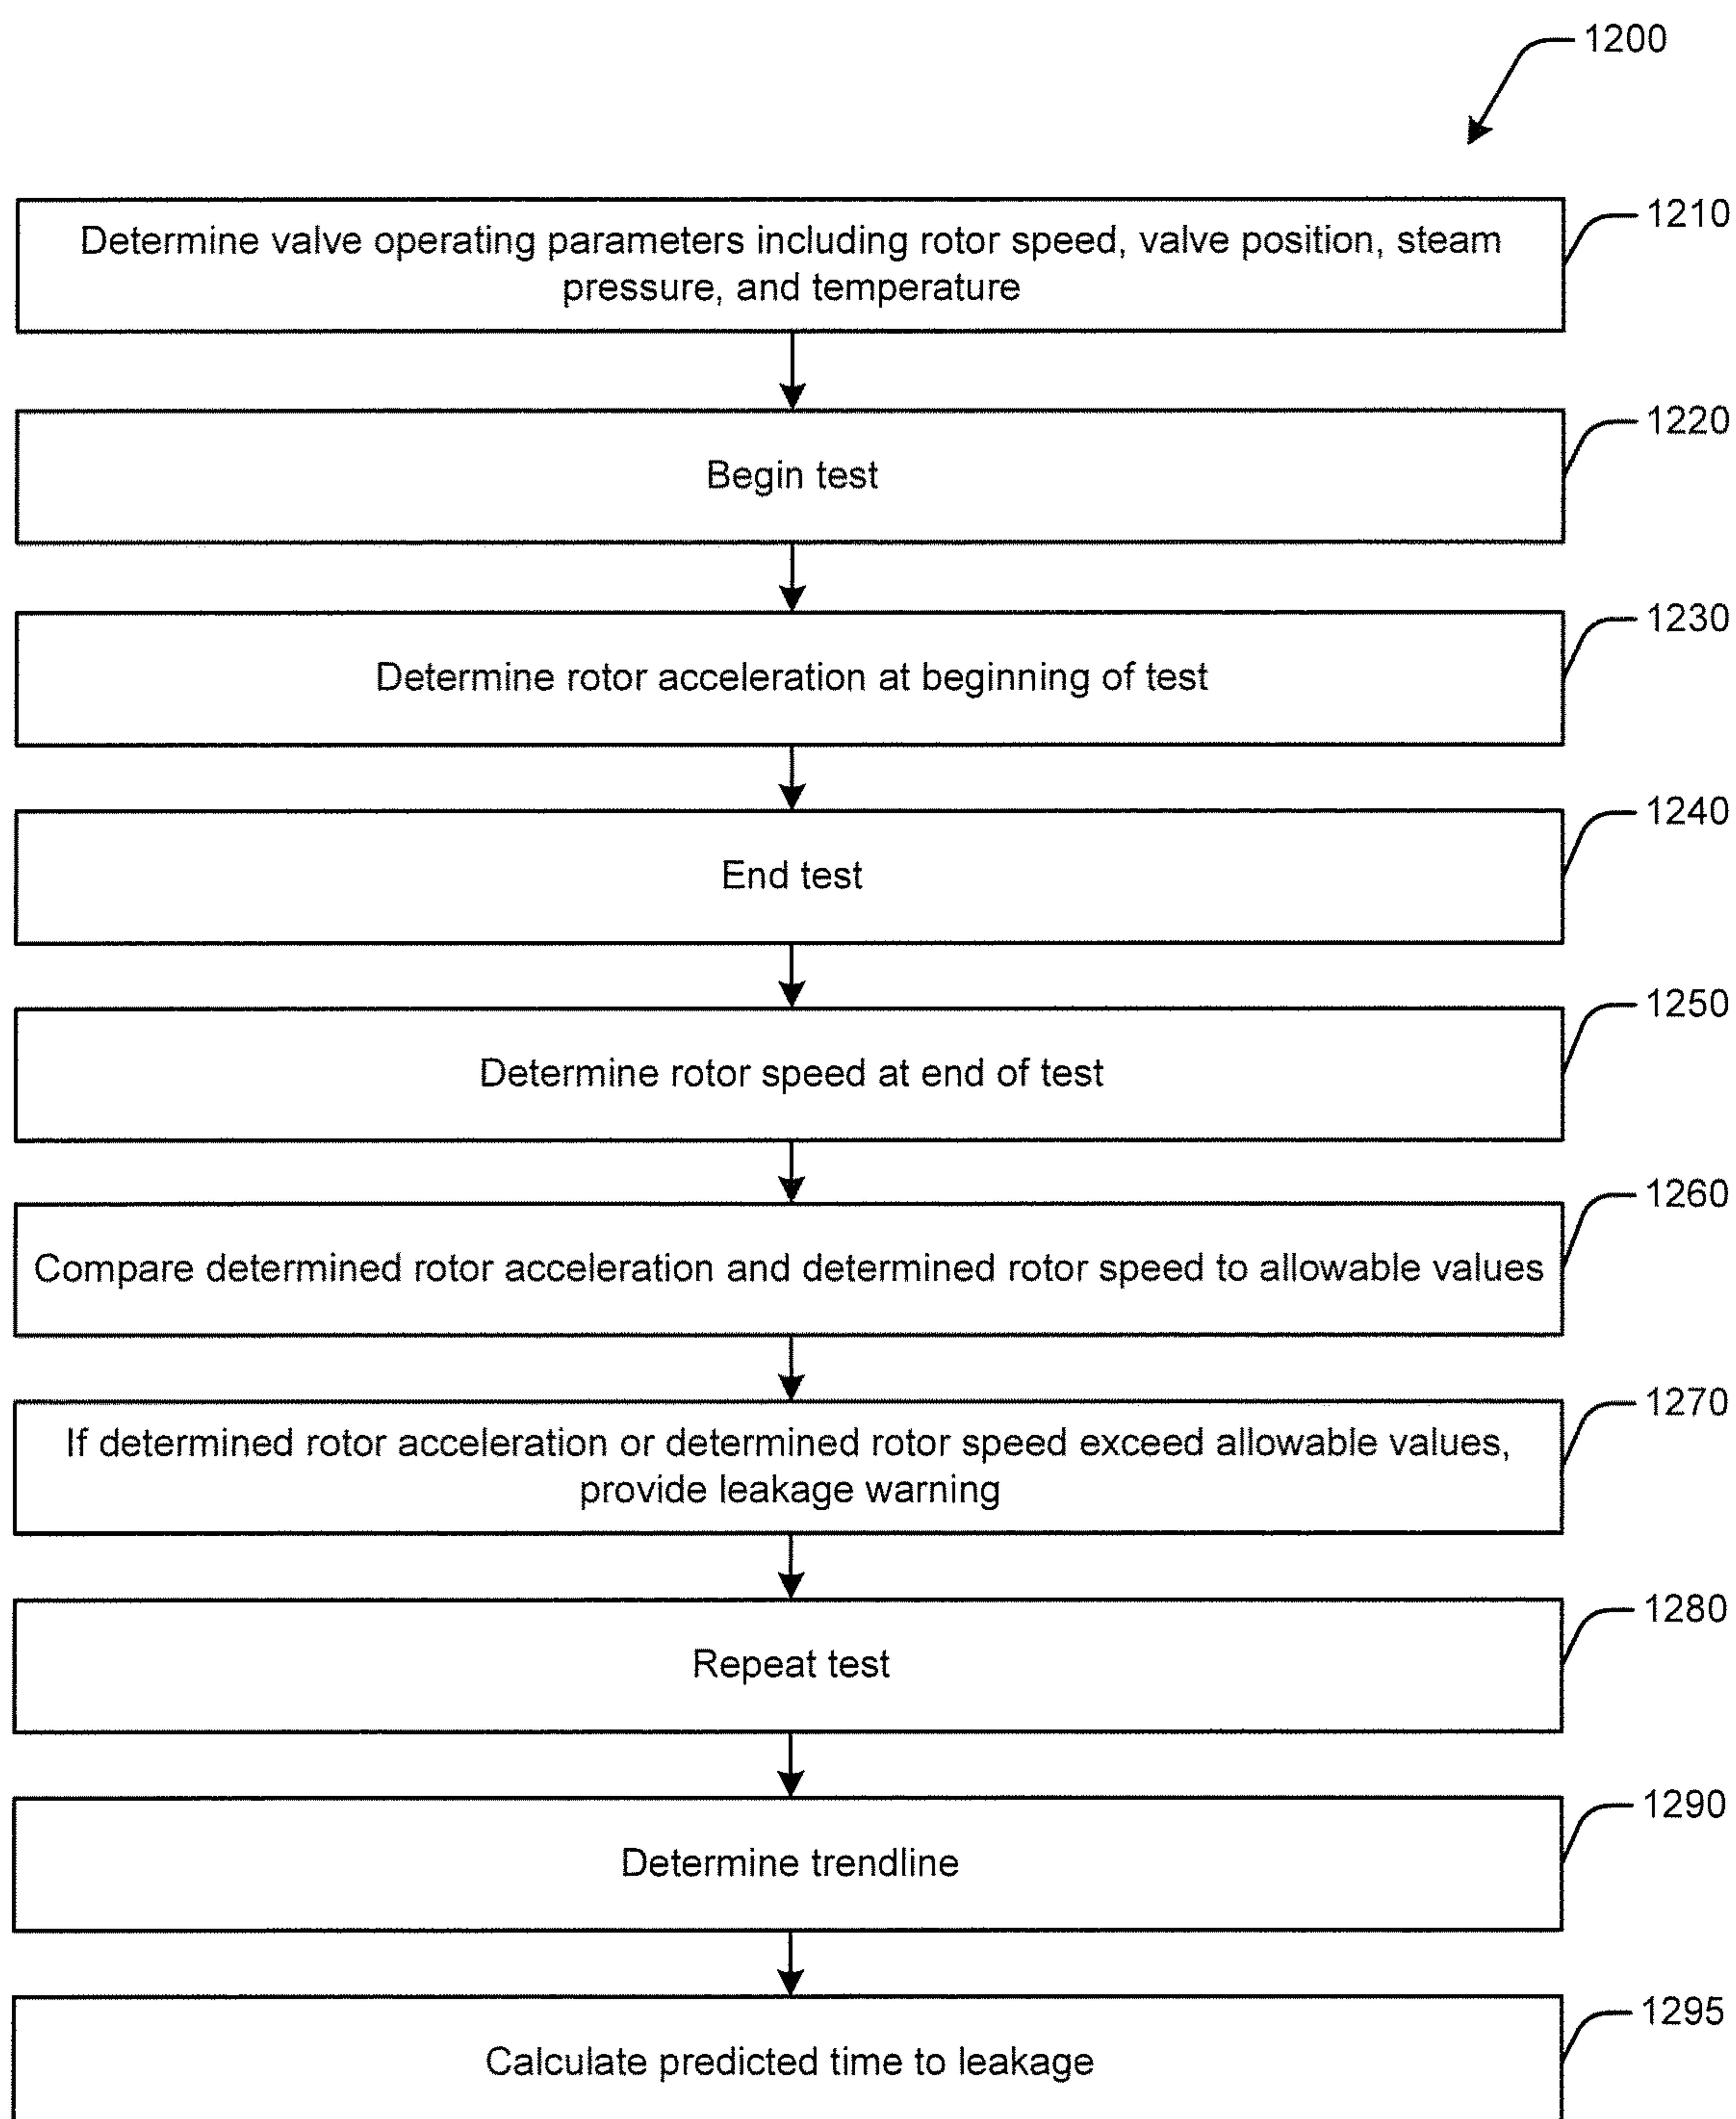 1200
1210
Determine valve operating parameters including rotor speed, valve position, steam
pressure, and temperature
1220
Begin test
1230
Determine rotor acceleration at beginning of test
1240
End test
1250
Determine rotor speed at end of test
1260
Compare determined rotor acceleration and determined rotor speed to allowable values
1270
If determined rotor acceleration or determined rotor speed exceed allowable values,
provide leakage warning
1280
Repeat test
1290
Determine trendline
1295
Calculate predicted time to leakage